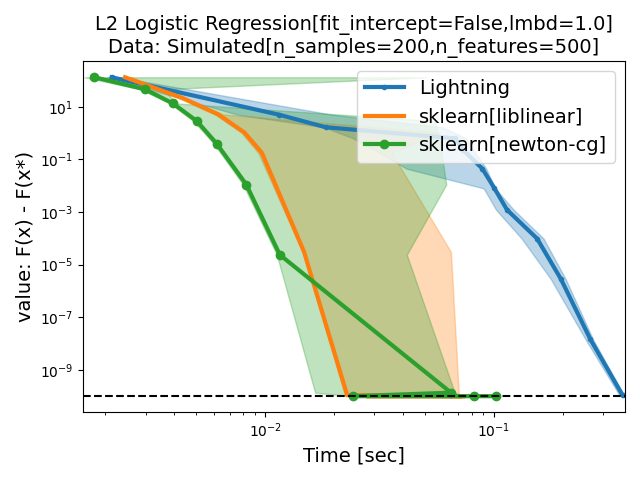 L2 Logistic Regression[fit_intercept=False,lmbd=1.0]
Data: Simulated[n_samples=200,n_features=500]
value: F(x) - F(x*)
10¹
10⁻¹
10⁻³
10⁻⁵
10⁻⁷
10⁻⁹
Lightning
sklearn[liblinear]
sklearn[newton-cg]
10⁻²
10⁻¹
Time [sec]